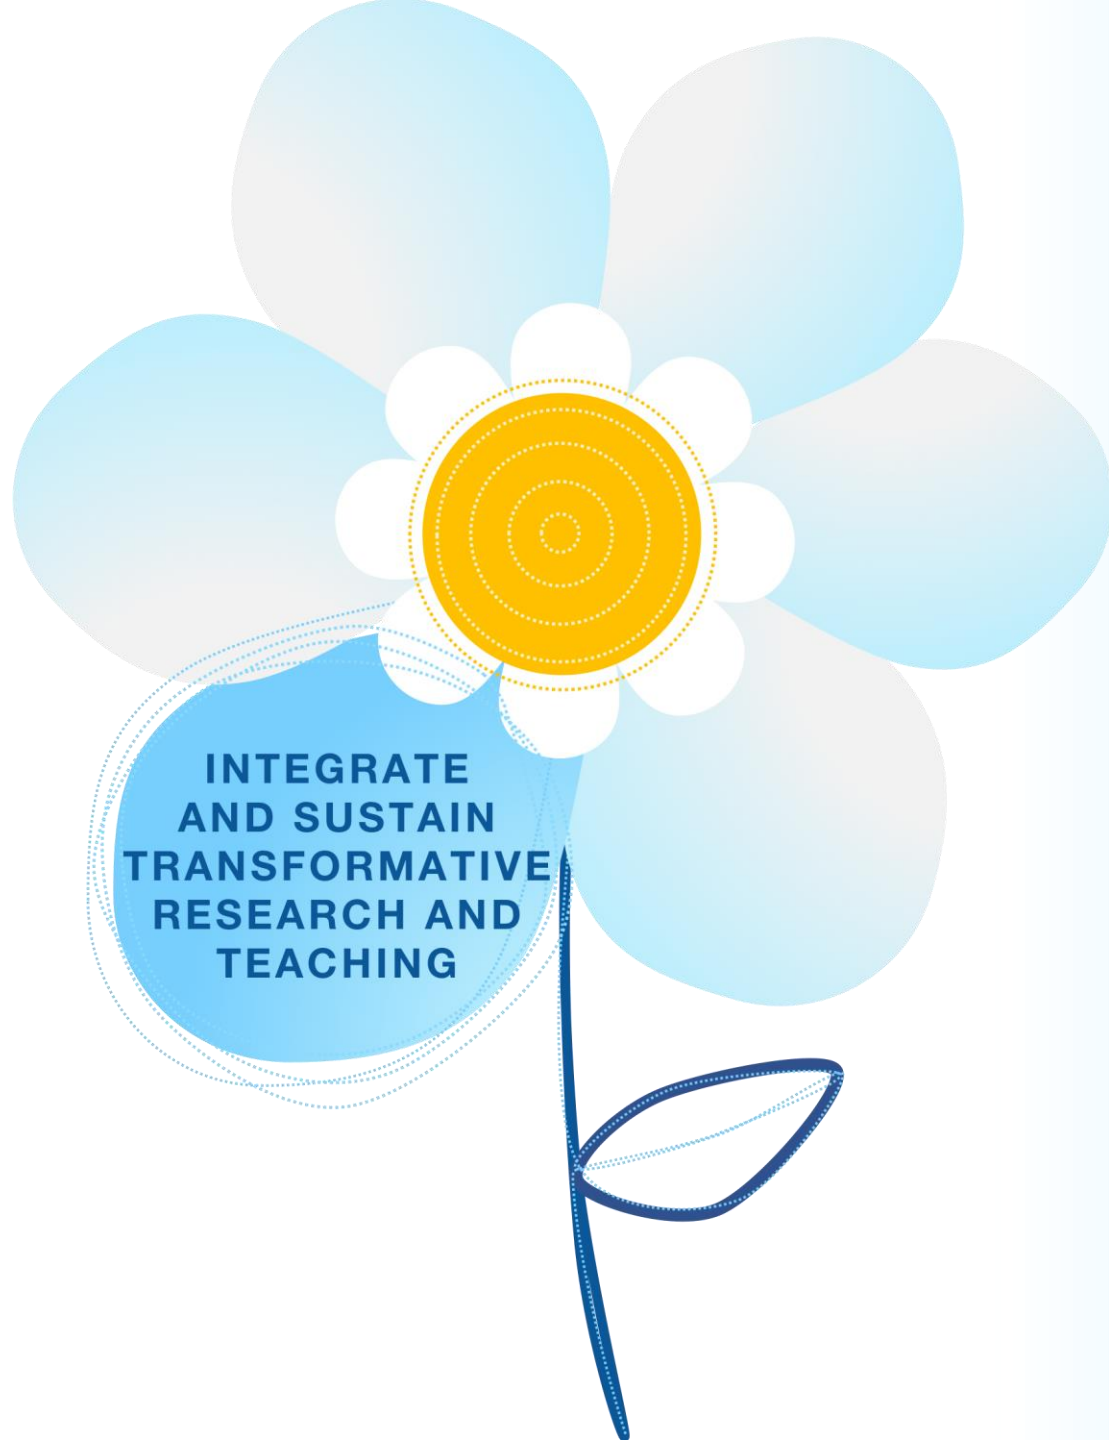 INTEGRATE
AND SUSTAIN
TRANSFORMATIVE
RESEARCH AND
TEACHING